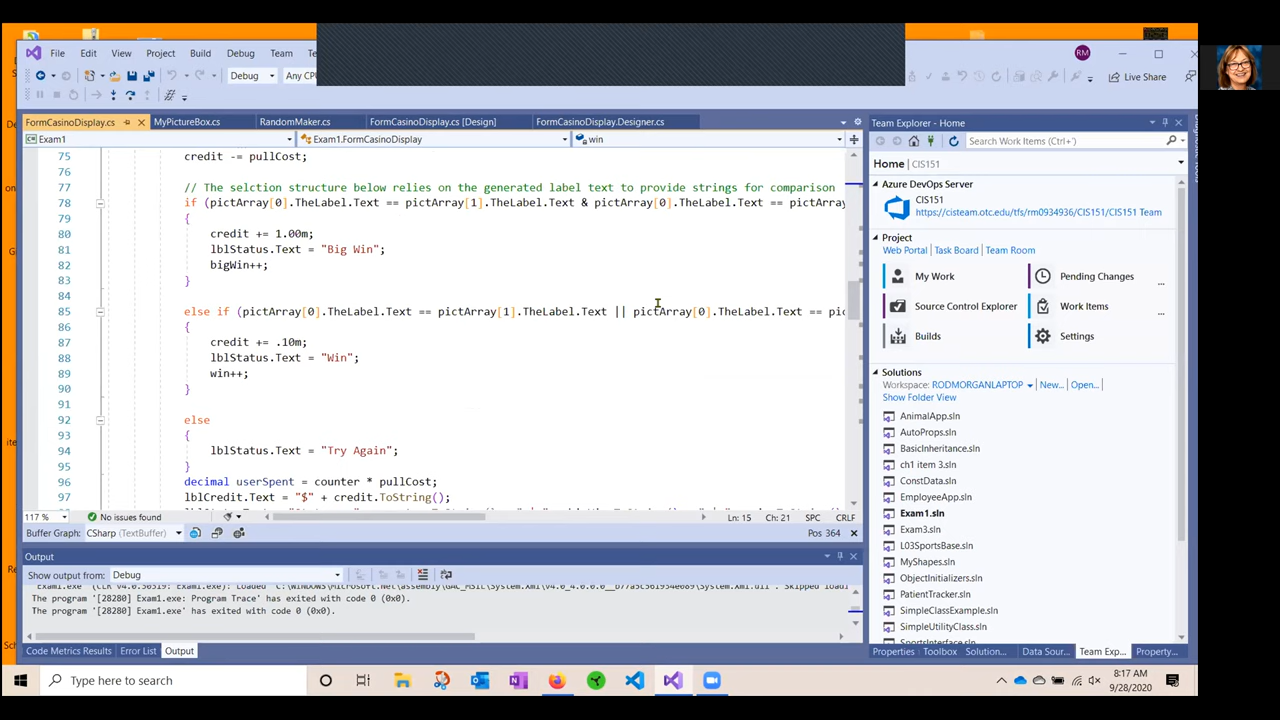 File Edit View Project Build Debug Team
RM
Debug Any CPU
Live Share
FormCasinoDisplay.cs MyPictureBox.cs RandomMaker.cs FormCasinoDisplay.cs [Design] FormCasinoDisplay.Designer.cs
Exam1 Exam1.FormCasinoDisplay win
75 credit -= pullCost;
76
77 // The selction structure below relies on the generated label text to provide strings for comparison
78 if (pictArray[0].TheLabel.Text == pictArray[1].TheLabel.Text & pictArray[0].TheLabel.Text == pictArray
79 {
80 credit += 1.00m;
81 lblStatus.Text = "Big Win";
82 bigWin++;
83 }
84
85 else if (pictArray[0].TheLabel.Text == pictArray[1].TheLabel.Text || pictArray[0].TheLabel.Text == pic
86 {
87 credit += .10m;
88 lblStatus.Text = "Win";
89 win++;
90 }
91
92 else
93 {
94 lblStatus.Text = "Try Again";
95 }
96 decimal userSpent = counter * pullCost;
97 lblCredit.Text = "$" + credit.ToString();
117 % No issues found Ln: 15 Ch: 21 SPC CRLF
Buffer Graph: CSharp (TextBuffer) Pos 364
Output
Show output from: Debug
The program '[28280] Exam1.exe: Program Trace' has exited with code 0 (0x0).
The program '[28280] Exam1.exe' has exited with code 0 (0x0).
Code Metrics Results Error List Output
Team Explorer - Home
Search Work Items (Ctrl+')
Home CIS151
Azure DevOps Server
CIS151
https://cisteam.otc.edu/tfs/rm0934936/CIS151/CIS151 Team
Project
Web Portal Task Board Team Room
My Work Pending Changes ...
Source Control Explorer Work Items ...
Builds Settings
Solutions
Workspace: RODMORGANLAPTOP New... Open...
Show Folder View
AnimalApp.sln
AutoProps.sln
BasicInheritance.sln
ch1 item 3.sln
ConstData.sln
EmployeeApp.sln
Exam1.sln
Exam3.sln
L03SportsBase.sln
MyShapes.sln
ObjectInitializers.sln
PatientTracker.sln
SimpleClassExample.sln
SimpleUtilityClass.sln
SportsInterface.sln
Properties Toolbox Solution... Data Sour... Team Exp... Property...
Type here to search
8:17 AM
9/28/2020